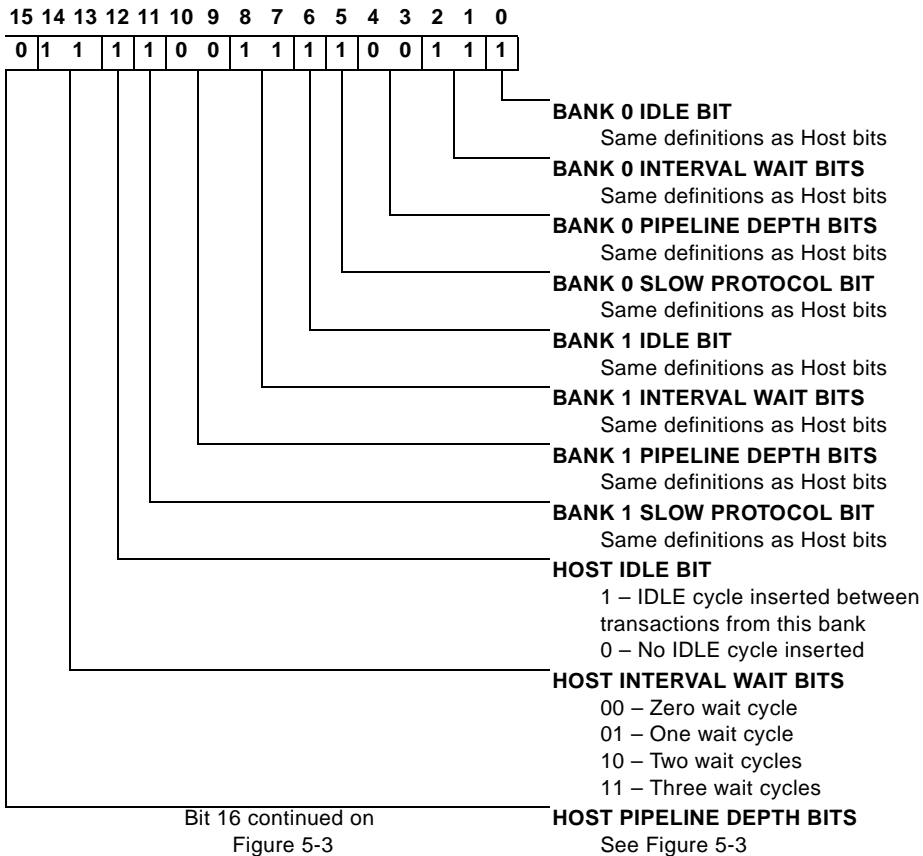 15 14 13 12 11 10 9 8 7 6 5 4 3 2 1 0
0 1 1 1 1 0 0 1 1 1 1 0 0 1 1 1
BANK 0 IDLE BIT
Same definitions as Host bits
BANK 0 INTERVAL WAIT BITS
Same definitions as Host bits
BANK 0 PIPELINE DEPTH BITS
Same definitions as Host bits
BANK 0 SLOW PROTOCOL BIT
Same definitions as Host bits
BANK 1 IDLE BIT
Same definitions as Host bits
BANK 1 INTERVAL WAIT BITS
Same definitions as Host bits
BANK 1 PIPELINE DEPTH BITS
Same definitions as Host bits
BANK 1 SLOW PROTOCOL BIT
Same definitions as Host bits
HOST IDLE BIT
1 – IDLE cycle inserted between
transactions from this bank
0 – No IDLE cycle inserted
HOST INTERVAL WAIT BITS
00 – Zero wait cycle
01 – One wait cycle
10 – Two wait cycles
11 – Three wait cycles
Bit 16 continued on
Figure 5-3
HOST PIPELINE DEPTH BITS
See Figure 5-3